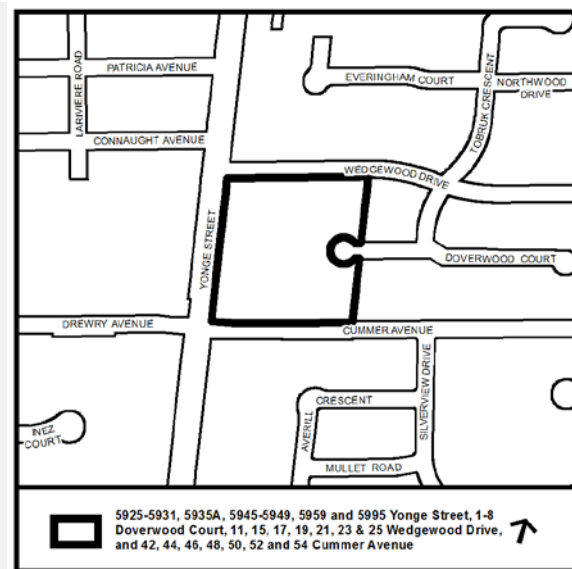 LARIVIERE ROAD
PATRICIA AVENUE
EVERINGHAM COURT
TOBRUK CRESCENT
NORTHWOOD
DRIVE
CONNAUGHT AVENUE
WEDGEWOOD DRIVE
YONGE STREET
DOVERWOOD COURT
DREWRY AVENUE
CUMMER AVENUE
SILVERVIEW DRIVE
CRESCENT
AVERILL
INEZ
COURT
MULLET ROAD
5925-5931, 5935A, 5945-5949, 5959 and 5995 Yonge Street, 1-8
Doverwood Court, 11, 15, 17, 19, 21, 23 & 25 Wedgewood Drive,
and 42, 44, 46, 48, 50, 52 and 54 Cummer Avenue